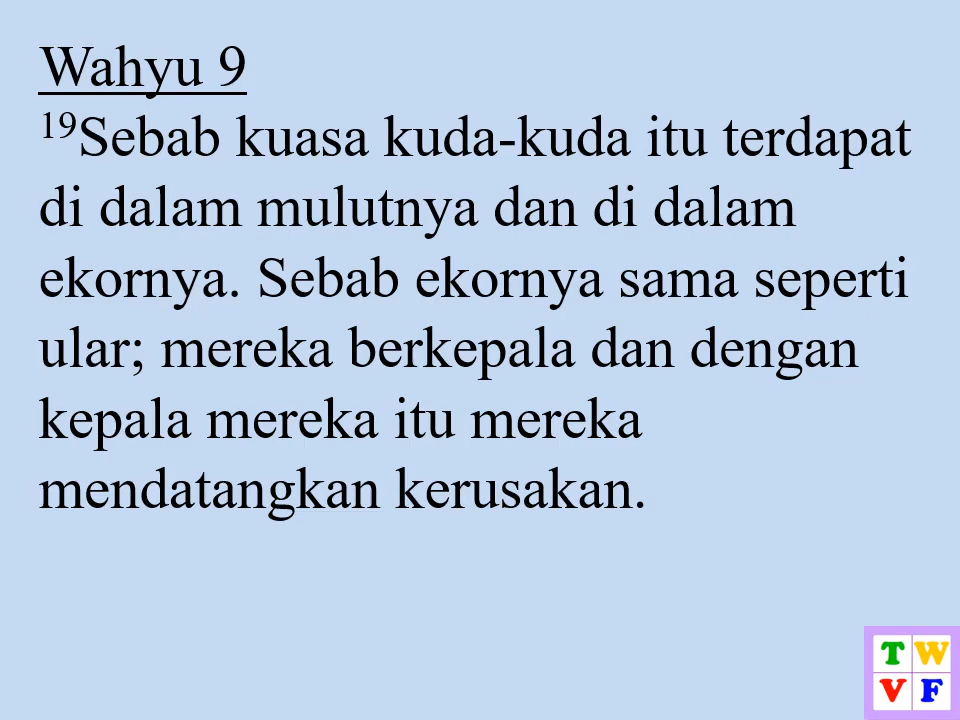 Wahyu 9
19Sebab kuasa kuda-kuda itu terdapat
di dalam mulutnya dan di dalam
ekornya. Sebab ekornya sama seperti
ular; mereka berkepala dan dengan
kepala mereka itu mereka
mendatangkan kerusakan.
T W
V F